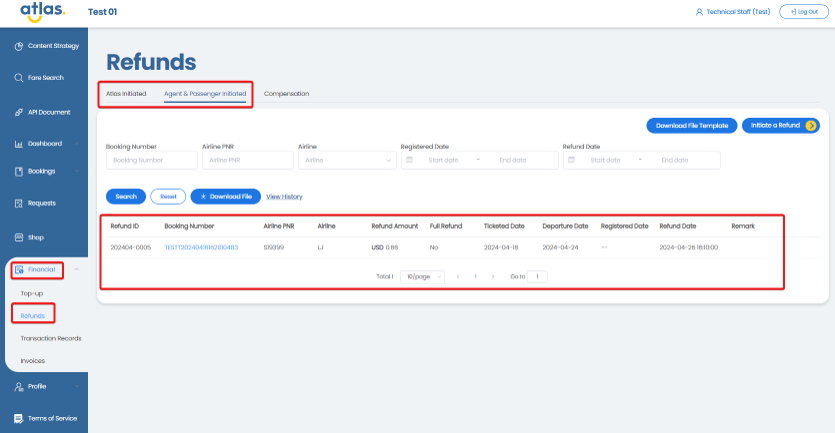 atlas.
Test 01
Technical Staff (Test)
Log Out
Content Strategy
Fare Search
API Document
Dashboard
Bookings
Requests
Shop
Financial
Top-up
Refunds
Transaction Records
Invoices
Profile
Terms of Service
Refunds
Atlas Initiated Agent & Passenger Initiated Compensation
Download File Template Initiate a Refund
Booking Number Airline PNR Airline Registered Date Refund Date
Booking Number Airline PNR Airline Start date - End date Start date - End date
Search Reset Download File View History
Refund ID Booking Number Airline PNR Airline Refund Amount Full Refund Ticketed Date Departure Date Registered Date Refund Date Remark
202404-0005 LJ USD 0.66 No 2024-04-16 2024-04-24 -- 2024-04-26 16:10:00
Total 1 10/page < 1 > Go to 1